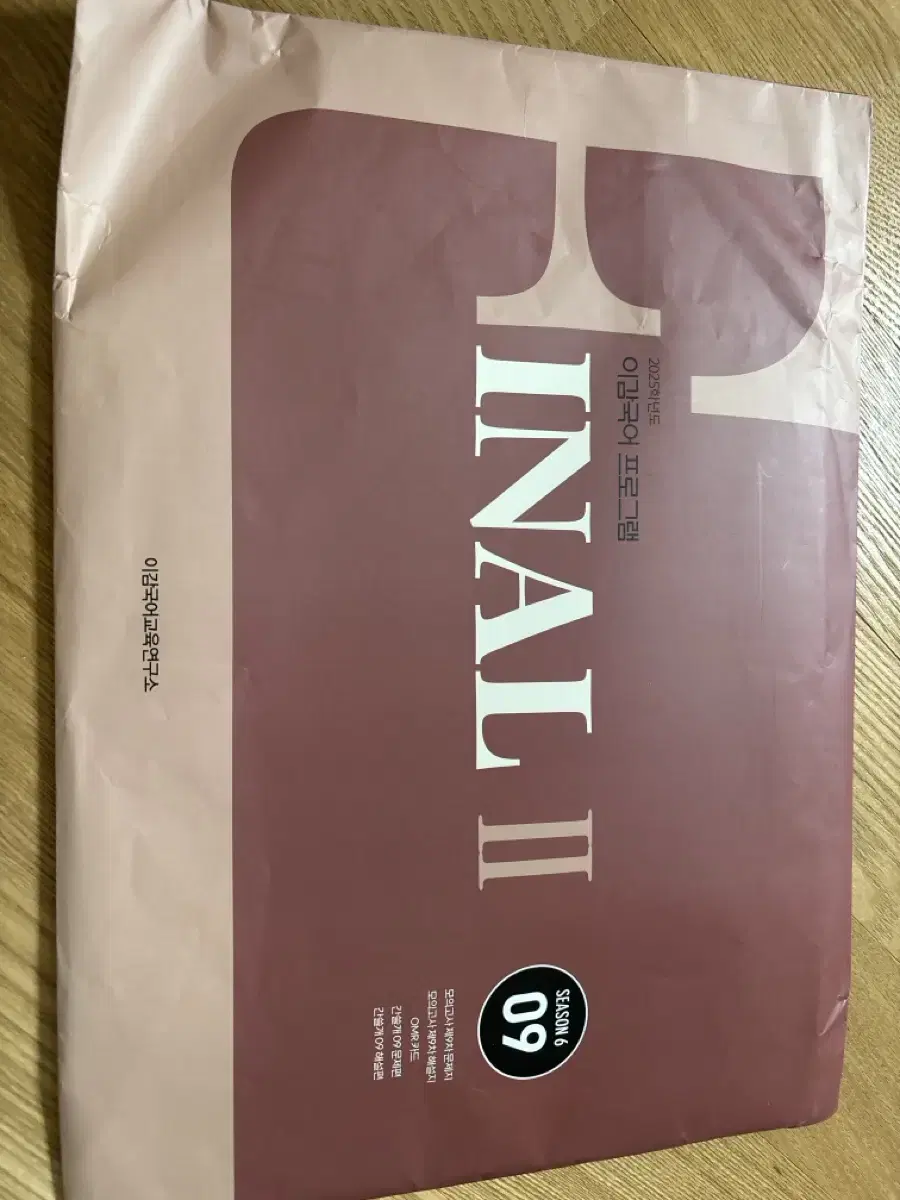 2025학년도
이감국어 프로그램
FINAL II
SEASON 6
09
모의고사 제9차 문제지
모의고사 제9차 해설지
OMR 카드
간쓸개 09 문제편
간쓸개 09 해설편
이감국어교육연구소